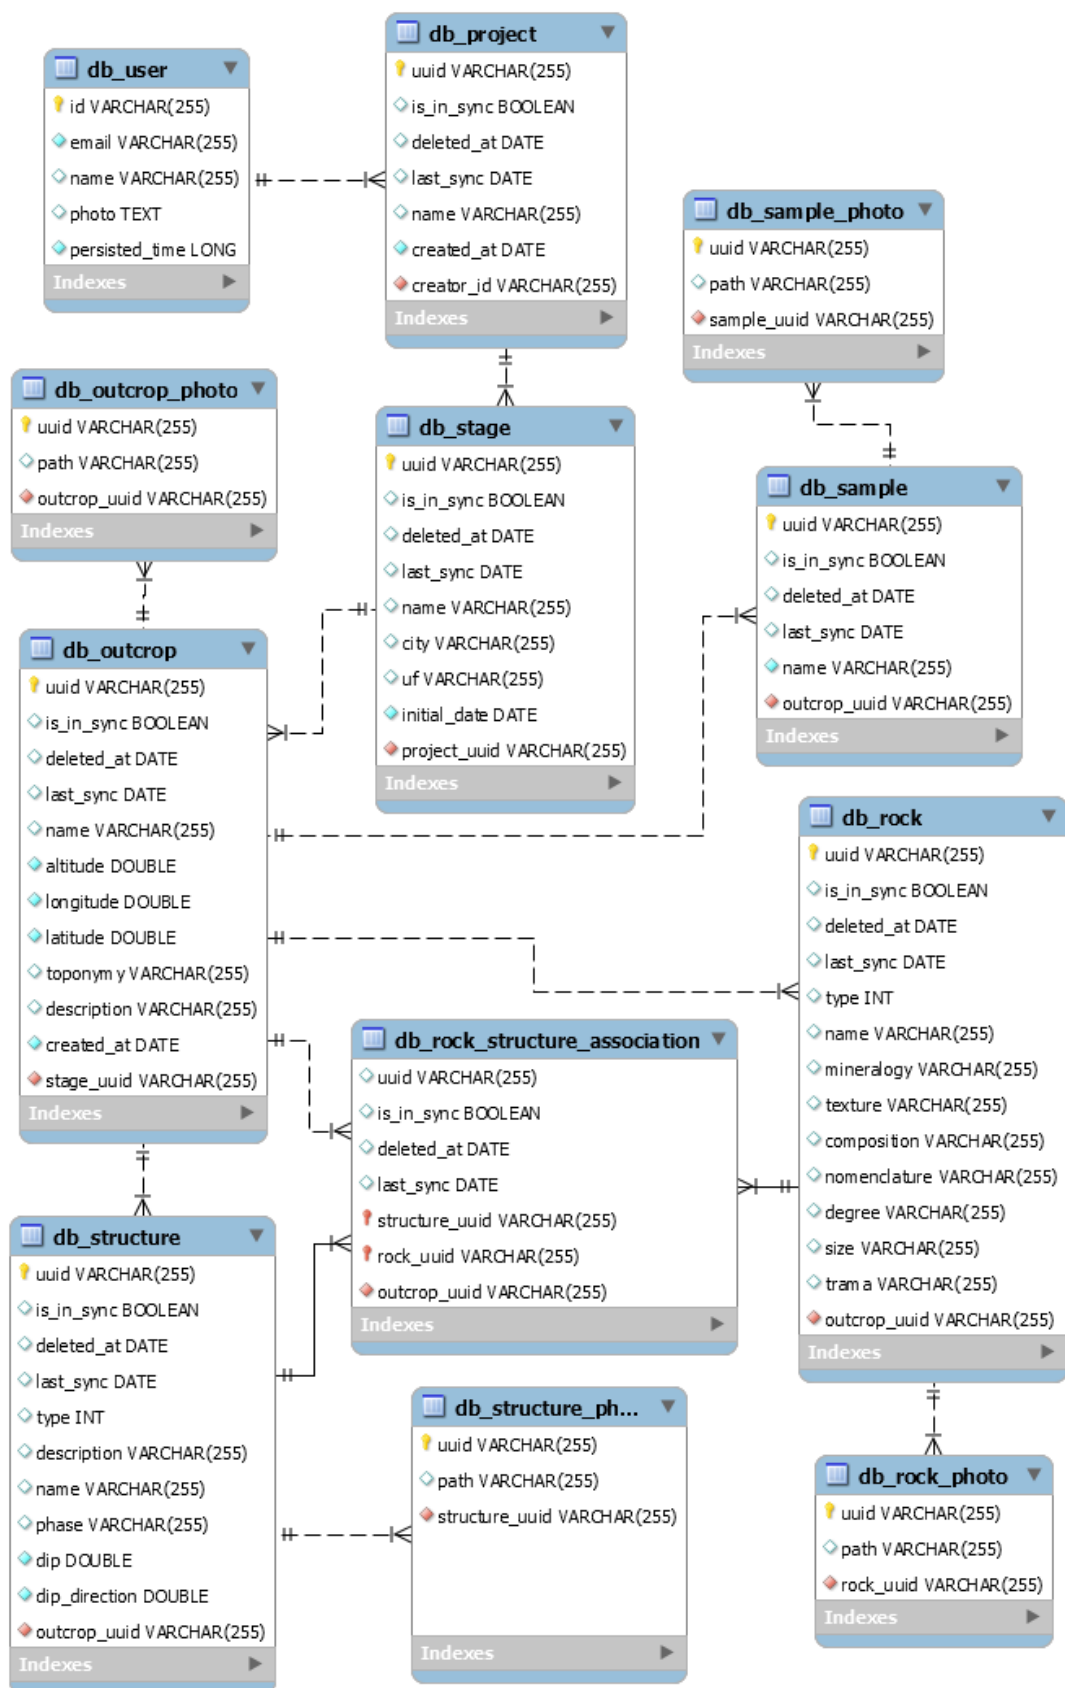 db_project
uuid VARCHAR(255)
is_in_sync BOOLEAN
deleted_at DATE
last_sync DATE
name VARCHAR(255)
created_at DATE
creator_id VARCHAR(255)
Indexes
db_user
id VARCHAR(255)
email VARCHAR(255)
name VARCHAR(255)
photo TEXT
persisted_time LONG
Indexes
db_sample_photo
uuid VARCHAR(255)
path VARCHAR(255)
sample_uuid VARCHAR(255)
Indexes
db_outcrop_photo
uuid VARCHAR(255)
path VARCHAR(255)
outcrop_uuid VARCHAR(255)
Indexes
db_stage
uuid VARCHAR(255)
is_in_sync BOOLEAN
deleted_at DATE
last_sync DATE
name VARCHAR(255)
city VARCHAR(255)
uf VARCHAR(255)
initial_date DATE
project_uuid VARCHAR(255)
Indexes
db_sample
uuid VARCHAR(255)
is_in_sync BOOLEAN
deleted_at DATE
last_sync DATE
name VARCHAR(255)
outcrop_uuid VARCHAR(255)
Indexes
db_outcrop
uuid VARCHAR(255)
is_in_sync BOOLEAN
deleted_at DATE
last_sync DATE
name VARCHAR(255)
altitude DOUBLE
longitude DOUBLE
latitude DOUBLE
toponymy VARCHAR(255)
description VARCHAR(255)
created_at DATE
stage_uuid VARCHAR(255)
Indexes
db_rock
uuid VARCHAR(255)
is_in_sync BOOLEAN
deleted_at DATE
last_sync DATE
type INT
name VARCHAR(255)
mineralogy VARCHAR(255)
texture VARCHAR(255)
composition VARCHAR(255)
nomenclature VARCHAR(255)
degree VARCHAR(255)
size VARCHAR(255)
trama VARCHAR(255)
outcrop_uuid VARCHAR(255)
Indexes
db_rock_structure_association
uuid VARCHAR(255)
is_in_sync BOOLEAN
deleted_at DATE
last_sync DATE
structure_uuid VARCHAR(255)
rock_uuid VARCHAR(255)
outcrop_uuid VARCHAR(255)
Indexes
db_structure
uuid VARCHAR(255)
is_in_sync BOOLEAN
deleted_at DATE
last_sync DATE
type INT
description VARCHAR(255)
name VARCHAR(255)
phase VARCHAR(255)
dip DOUBLE
dip_direction DOUBLE
outcrop_uuid VARCHAR(255)
Indexes
db_structure_ph...
uuid VARCHAR(255)
path VARCHAR(255)
structure_uuid VARCHAR(255)
Indexes
db_rock_photo
uuid VARCHAR(255)
path VARCHAR(255)
rock_uuid VARCHAR(255)
Indexes